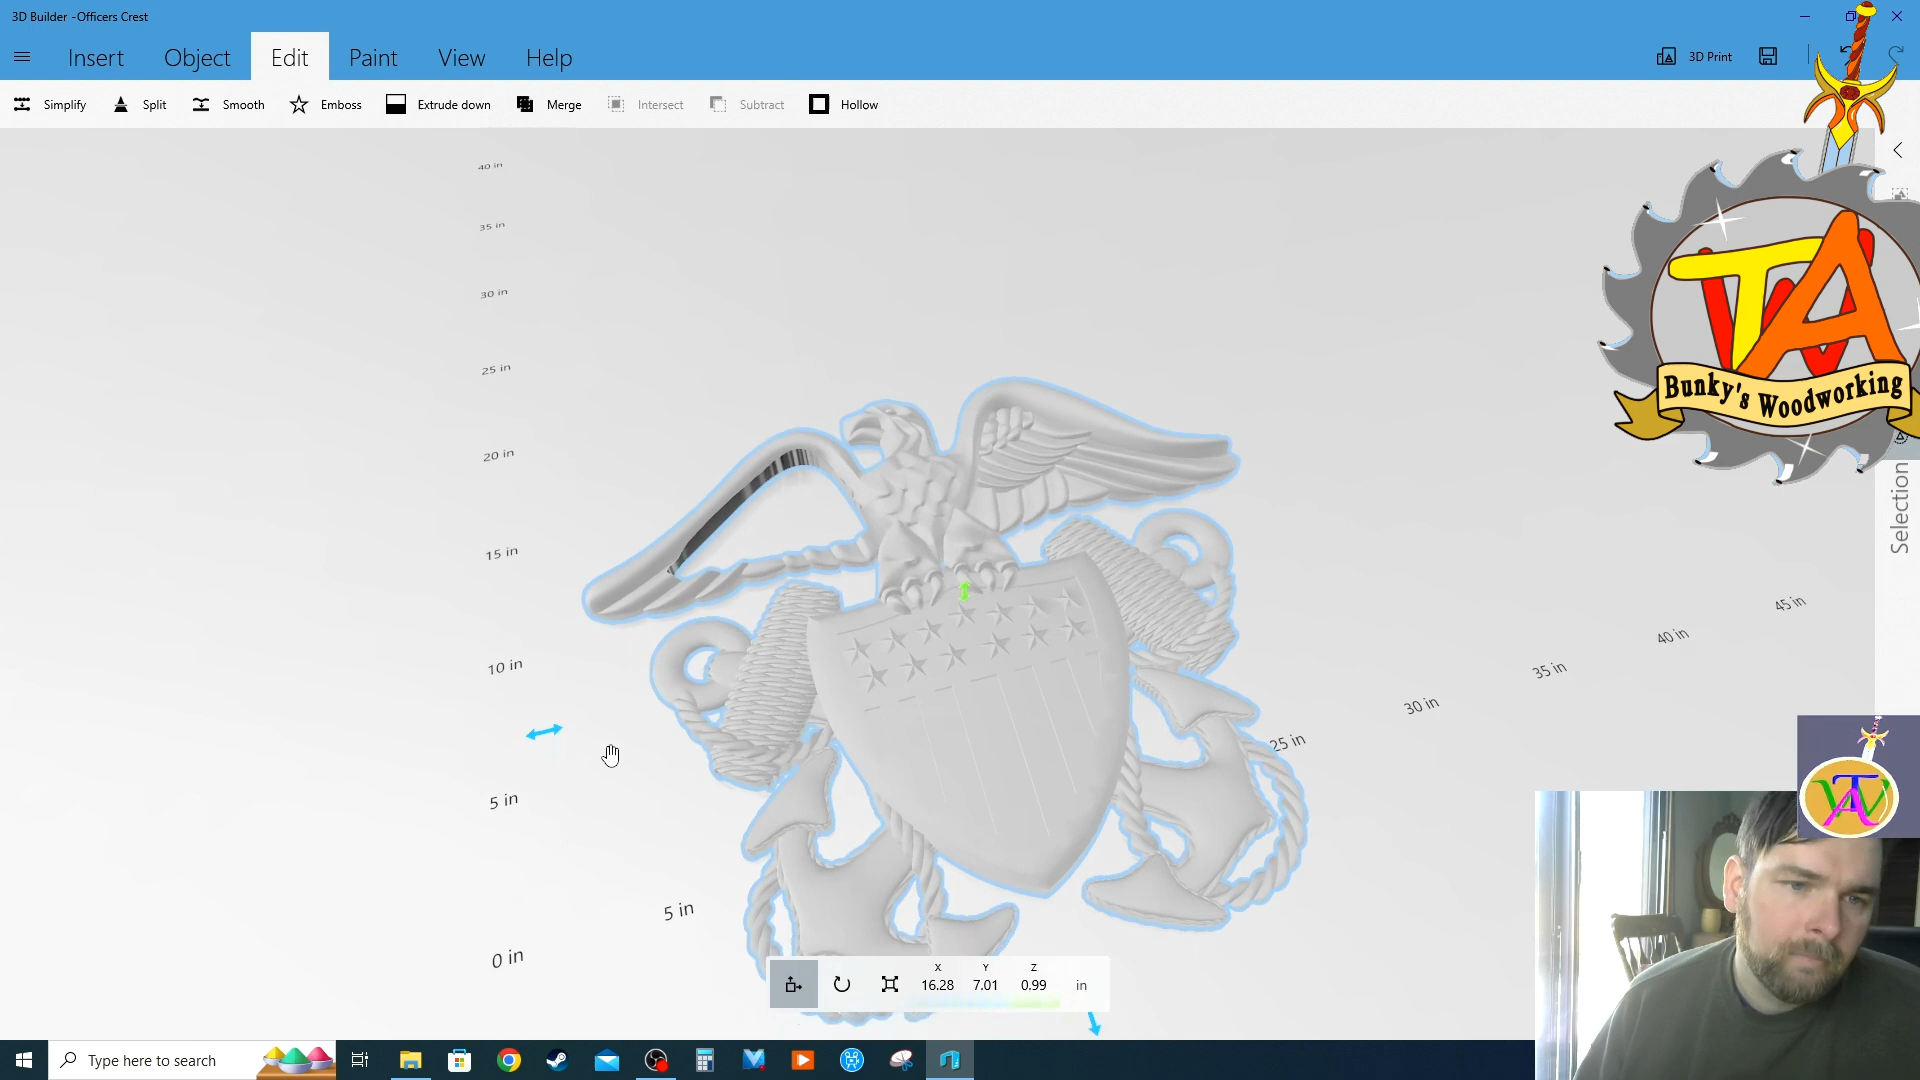 3D Builder -Officers Crest
Insert Object Edit Paint View Help
3D Print
Simplify Split Smooth Emboss Extrude down Merge Intersect Subtract Hollow
40 in
35 in
30 in
25 in
20 in
15 in
10 in
5 in
0 in
5 in
25 in
30 in
35 in
40 in
45 in
TWA
Bunky's Woodworking
Selection
TWA
X Y Z
16.28 7.01 0.99 in
Type here to search